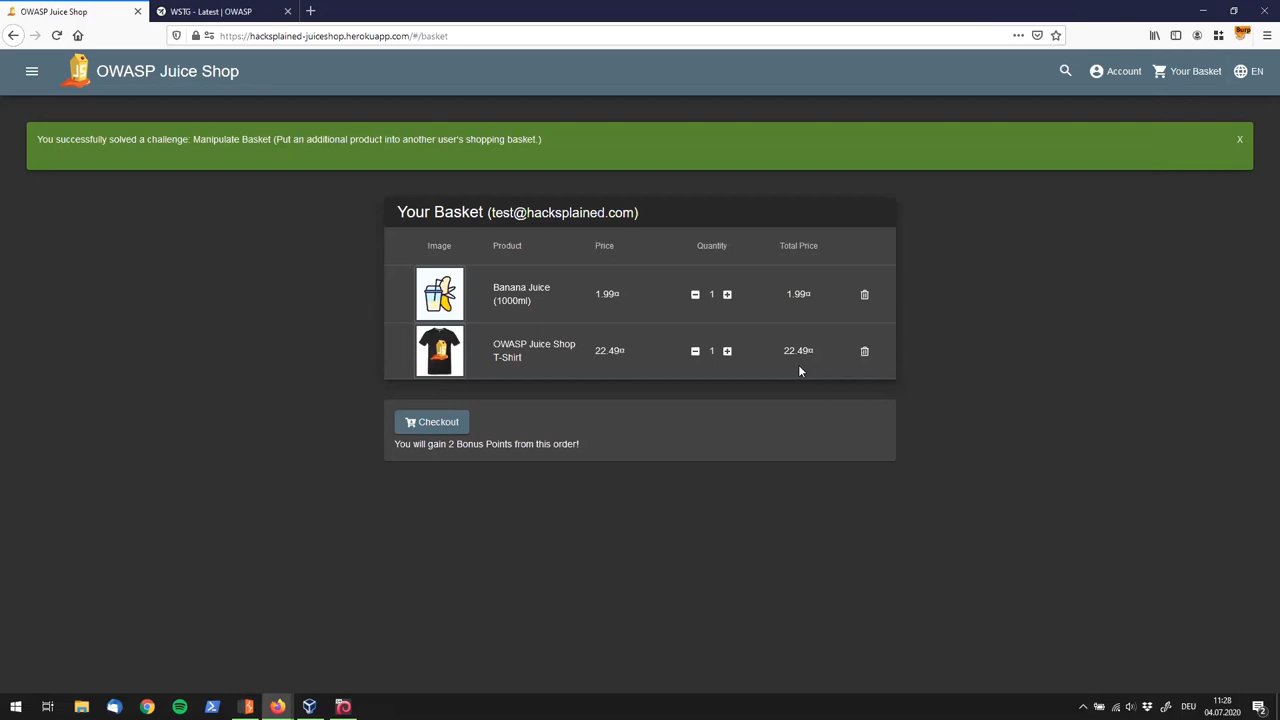 OWASP Juice Shop
WSTG - Latest | OWASP
https://hacksplained-juiceshop.herokuapp.com/#/basket
Burp
OWASP Juice Shop
Account
Your Basket
EN
You successfully solved a challenge: Manipulate Basket (Put an additional product into another user's shopping basket.)
X
Your Basket (test@hacksplained.com)
Image Product Price Quantity Total Price
Banana Juice
(1000ml)
1.99¤ 1 1.99¤
OWASP Juice Shop
T-Shirt
22.49¤ 1 22.49¤
Checkout
You will gain 2 Bonus Points from this order!
DEU
11:28
04.07.2020
2